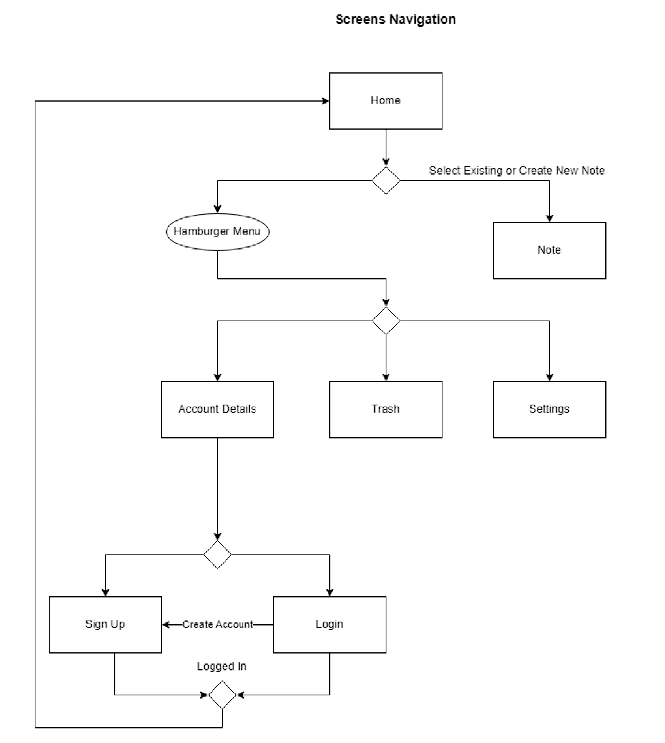 Screens Navigation
Home
Select Existing or Create New Note
Hamburger Menu
Note
Account Details
Trash
Settings
Sign Up
Create Account
Login
Logged In